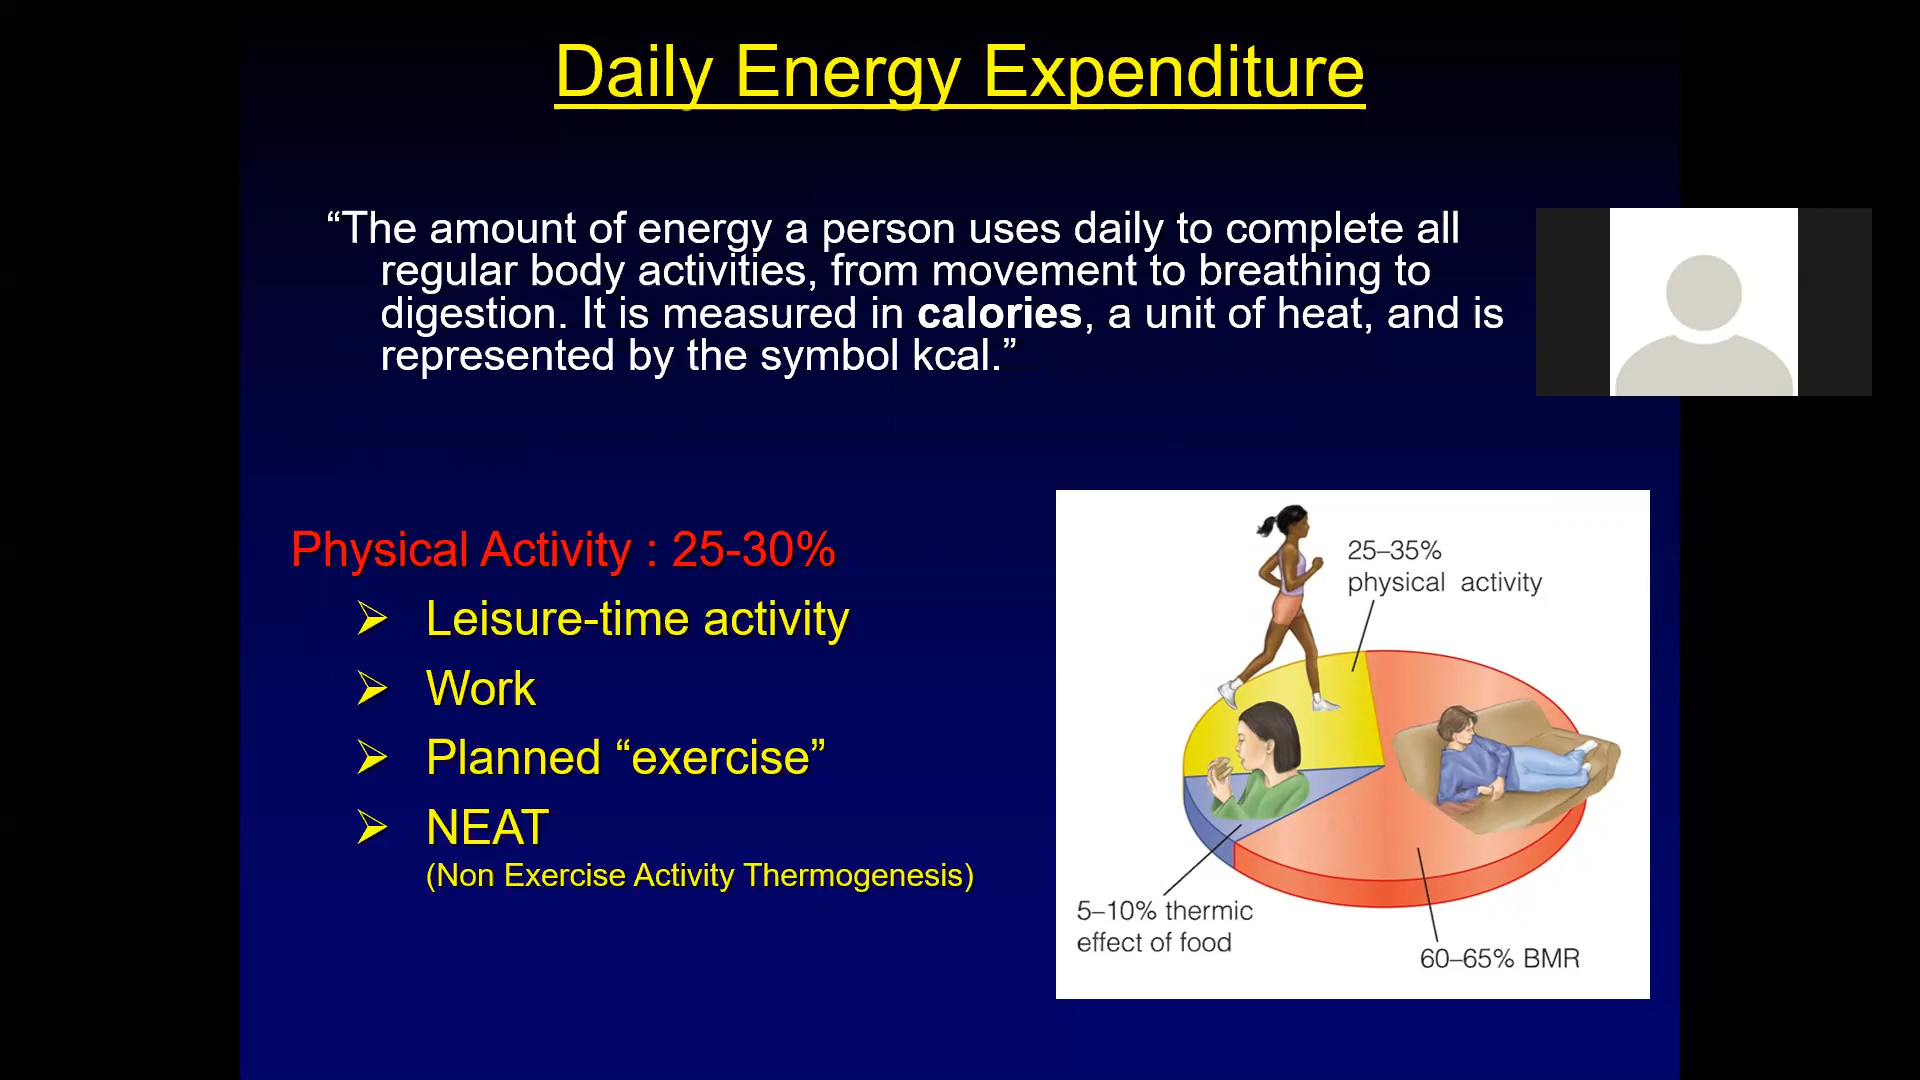 Daily Energy Expenditure
“The amount of energy a person uses daily to complete all
regular body activities, from movement to breathing to
digestion. It is measured in calories, a unit of heat, and is
represented by the symbol kcal.”
Physical Activity : 25-30%
Leisure-time activity
Work
Planned “exercise”
NEAT
(Non Exercise Activity Thermogenesis)
25–35%
physical activity
5–10% thermic
effect of food
60–65% BMR